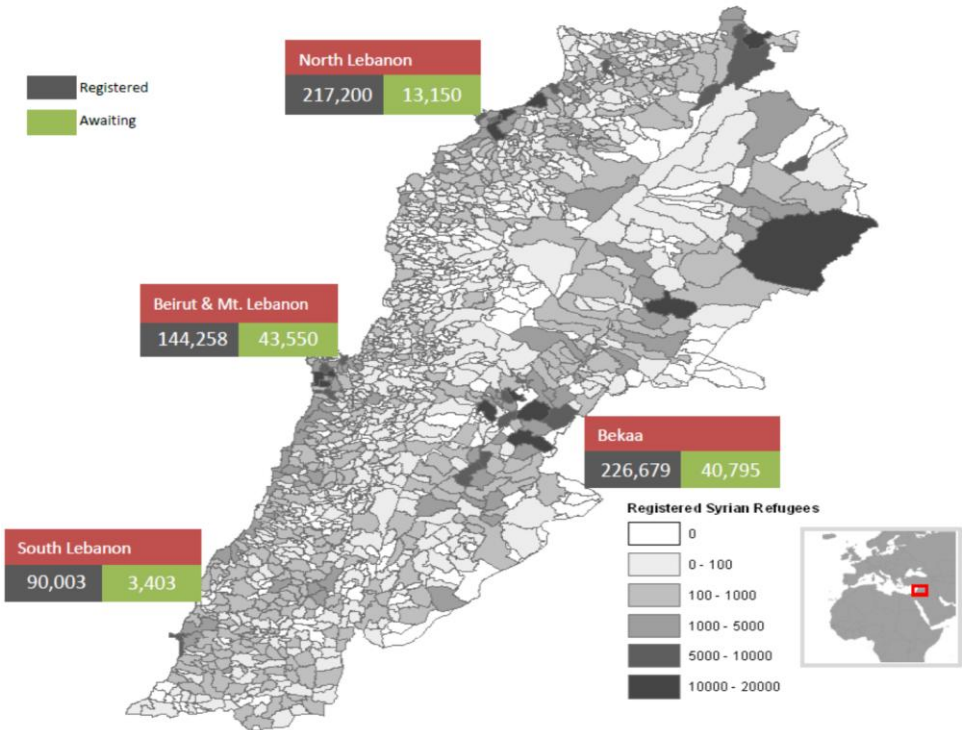 North Lebanon
217,200 13,150
Registered
Awaiting
Beirut & Mt. Lebanon
144,258 43,550
Bekaa
226,679 40,795
South Lebanon
90,003 3,403
Registered Syrian Refugees
0
0 - 100
100 - 1000
1000 - 5000
5000 - 10000
10000 - 20000